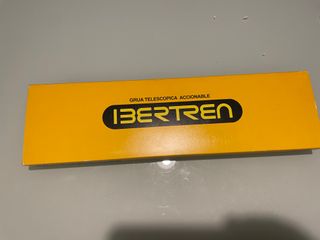 GRUA TELESCOPICA ACCIONABLE
IBERTREN